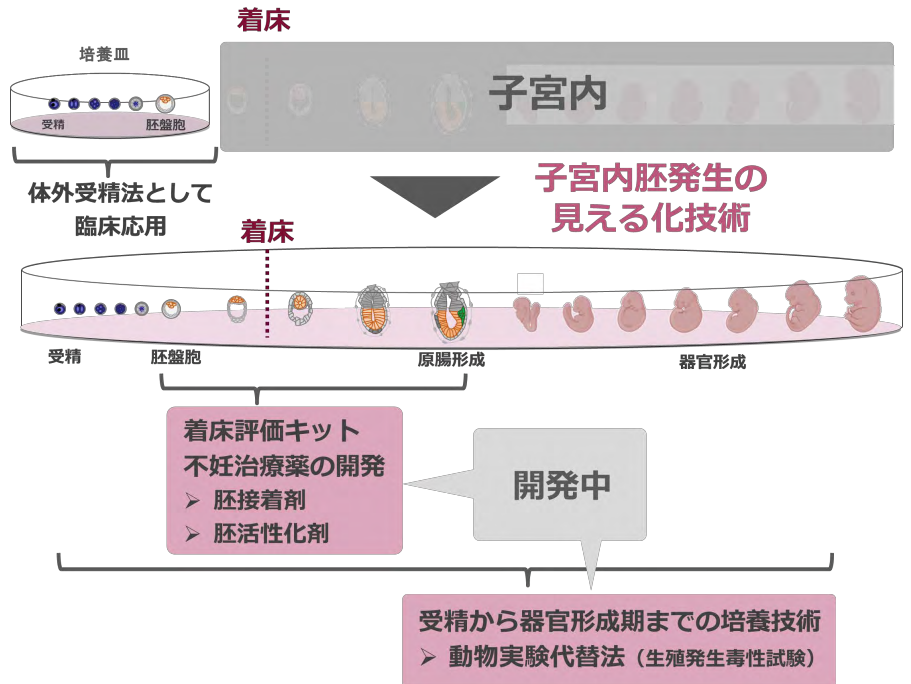 着床
培養皿
子宮内
受精
胚盤胞
体外受精法として
臨床応用
子宮内胚発生の
見える化技術
着床
受精
胚盤胞
原腸形成
器官形成
着床評価キット
不妊治療薬の開発
➢ 胚接着剤
➢ 胚活性化剤
開発中
受精から器官形成期までの培養技術
➢ 動物実験代替法（生殖発生毒性試験）